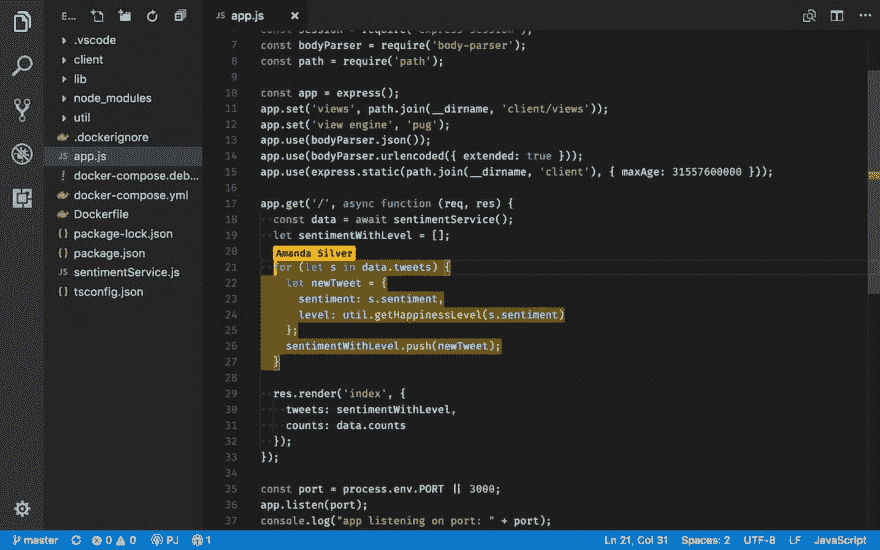 E...
app.js
.vscode
client
lib
node_modules
util
.dockerignore
JS app.js
! docker-compose.deb...
docker-compose.yml
Dockerfile
package-lock.json
package.json
JS sentimentService.js
TS tsconfig.json
6 const session = require('express-session');
7 const bodyParser = require('body-parser');
8 const path = require('path');
9
10 const app = express();
11 app.set('views', path.join(__dirname, 'client/views'));
12 app.set('view engine', 'pug');
13 app.use(bodyParser.json());
14 app.use(bodyParser.urlencoded({ extended: true }));
15 app.use(express.static(path.join(__dirname, 'client'), { maxAge: 31557600000 }));
16
17 app.get('/', async function (req, res) {
18 const data = await sentimentService();
19 let sentimentWithLevel = [];
20 Amanda Silver
21 for (let s in data.tweets) {
22 let newTweet = {
23 sentiment: s.sentiment,
24 level: util.getHappinessLevel(s.sentiment)
25 };
26 sentimentWithLevel.push(newTweet);
27 }
28
29 res.render('index', {
30 tweets: sentimentWithLevel,
31 counts: data.counts
32 });
33 });
34
35 const port = process.env.PORT || 3000;
36 app.listen(port);
37 console.log("app listening on port: " + port);
master 0 0 PJ 1 Ln 21, Col 31 Spaces: 2 UTF-8 LF JavaScript